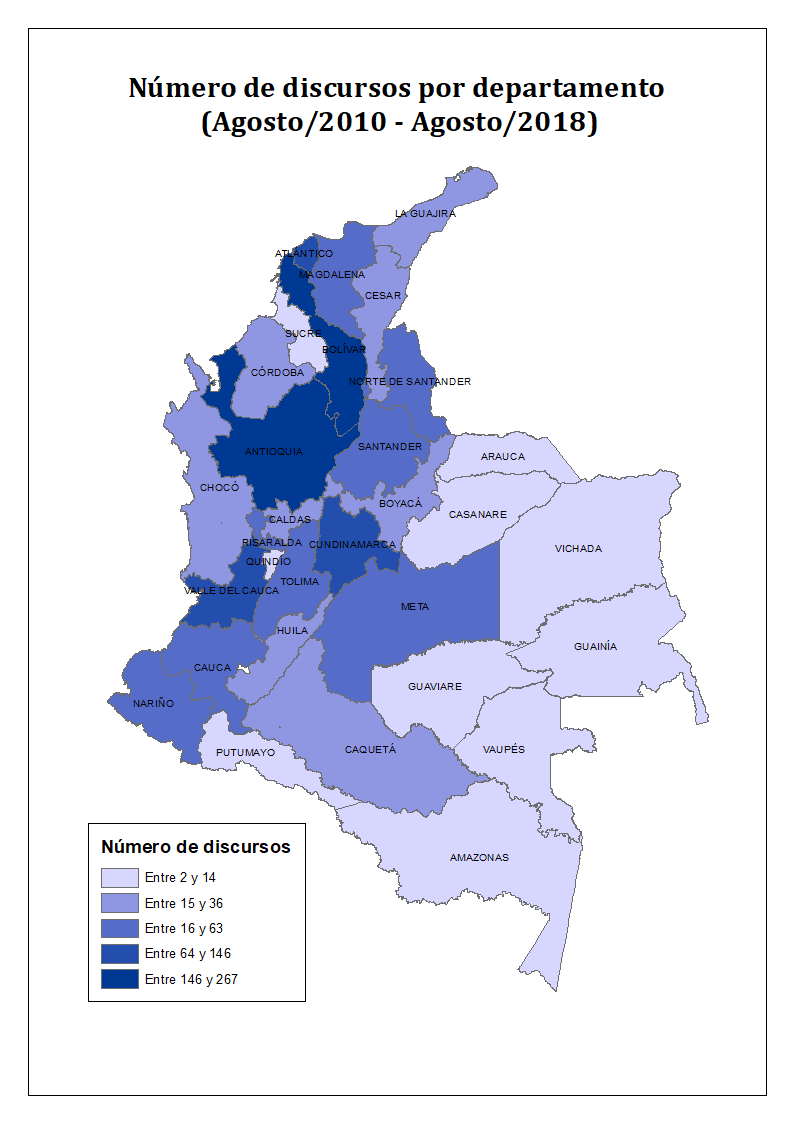 Número de discursos por departamento
(Agosto/2010 - Agosto/2018)
LA GUAJIRA
ATLÁNTICO
MAGDALENA
CESAR
SUCRE
BOLÍVAR
CÓRDOBA
NORTE DE SANTANDER
ANTIOQUIA
SANTANDER
ARAUCA
CHOCÓ
BOYACÁ
CASANARE
CALDAS
RISARALDA
CUNDINAMARCA
VICHADA
QUINDÍO
TOLIMA
VALLE DEL CAUCA
META
HUILA
GUAINÍA
CAUCA
GUAVIARE
NARIÑO
PUTUMAYO
CAQUETÁ
VAUPÉS
AMAZONAS
Número de discursos
Entre 2 y 14
Entre 15 y 36
Entre 16 y 63
Entre 64 y 146
Entre 146 y 267